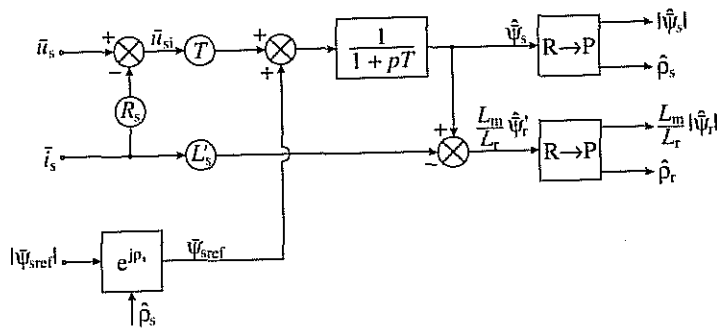 ū_s
+
−
ū_si
T
+
+
1
1 + pT
ψ̄̂_s
R→P
|ψ̄̂_s|
ρ̂_s
R_s
ī_s
L'_s
+
−
L_m/L_r ψ̄̂'_r
R→P
L_m/L_r |ψ̄̂_r|
ρ̂_r
|ψ̄_sref|
e^jρ_s
ψ̄_sref
ρ̂_s